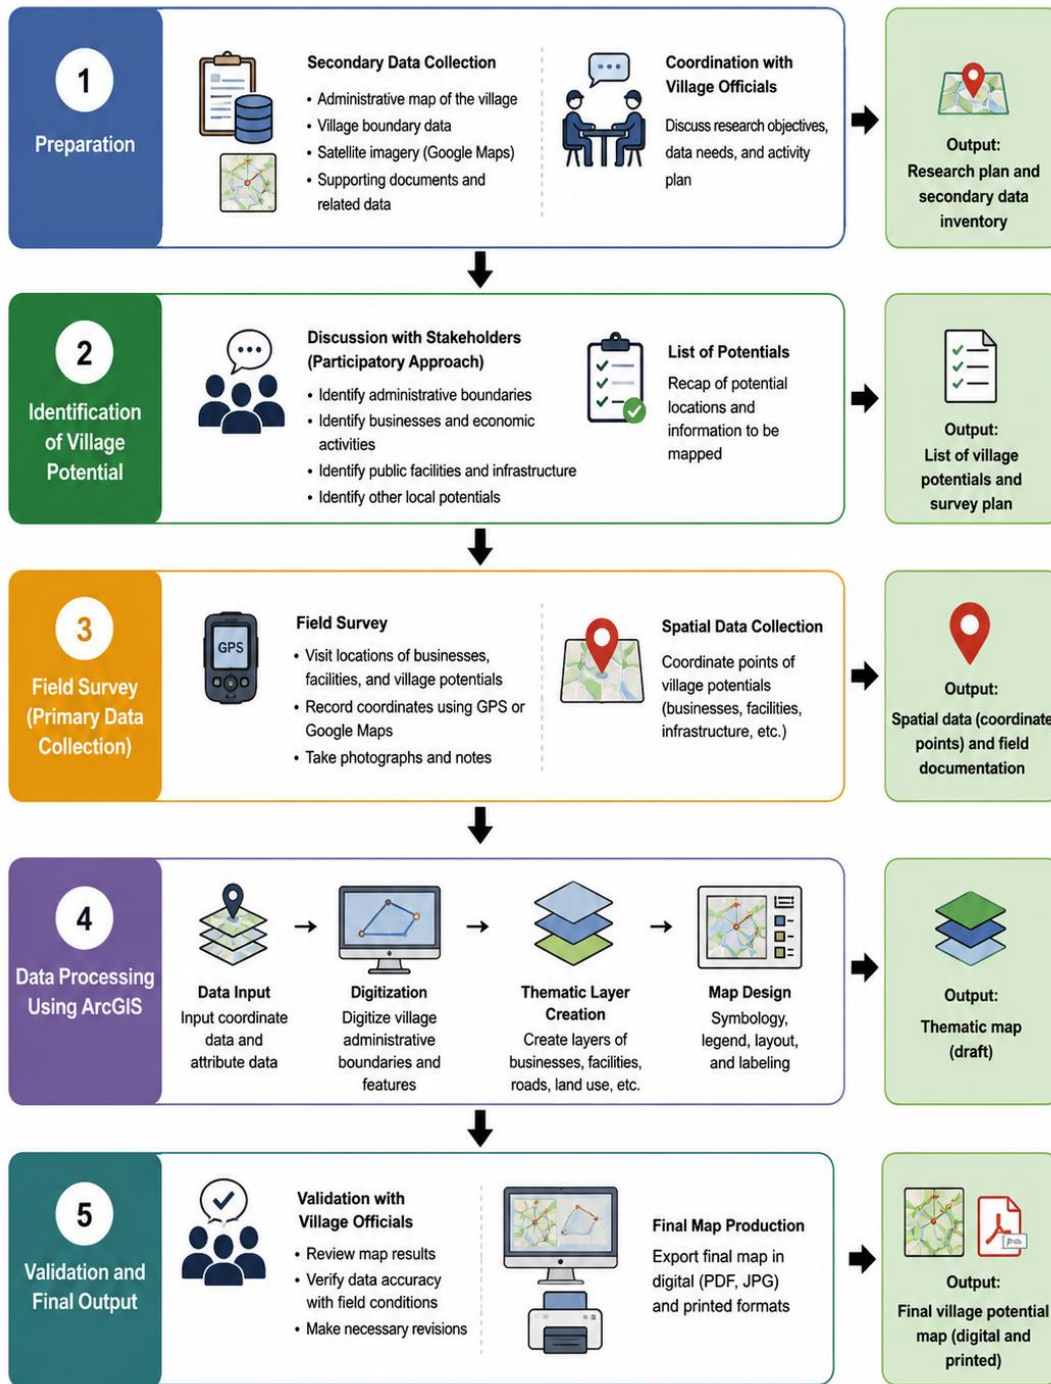 1
Preparation
Secondary Data Collection
• Administrative map of the village
• Village boundary data
• Satellite imagery (Google Maps)
• Supporting documents and
related data
Coordination with
Village Officials
Discuss research objectives,
data needs, and activity
plan
Output:
Research plan and
secondary data
inventory
2
Identification
of Village
Potential
Discussion with Stakeholders
(Participatory Approach)
• Identify administrative boundaries
• Identify businesses and economic
activities
• Identify public facilities and infrastructure
• Identify other local potentials
List of Potentials
Recap of potential
locations and
information to be
mapped
Output:
List of village
potentials and
survey plan
3
Field Survey
(Primary Data
Collection)
GPS
Field Survey
• Visit locations of businesses,
facilities, and village potentials
• Record coordinates using GPS or
Google Maps
• Take photographs and notes
Spatial Data Collection
Coordinate points of
village potentials
(businesses, facilities,
infrastructure, etc.)
Output:
Spatial data (coordinate
points) and field
documentation
4
Data Processing
Using ArcGIS
Data Input
Input coordinate
data and
attribute data
Digitization
Digitize village
administrative
boundaries and
features
Thematic Layer
Creation
Create layers of
businesses, facilities,
roads, land use, etc.
Map Design
Symbology,
legend, layout,
and labeling
Output:
Thematic map
(draft)
5
Validation and
Final Output
Validation with
Village Officials
• Review map results
• Verify data accuracy
with field conditions
• Make necessary revisions
Final Map Production
Export final map in
digital (PDF, JPG)
and printed formats
Output:
Final village potential
map (digital and
printed)